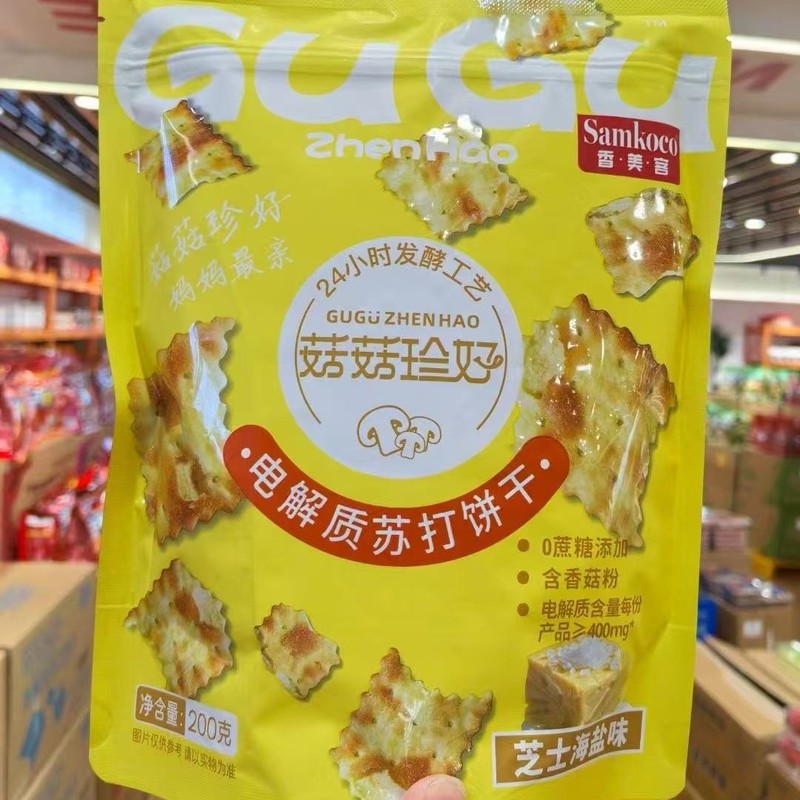 GuGu
TM
Zhen Hao
Samkoco
香·美·客
菇菇珍好
妈妈最亲
24小时发酵工艺
GUGU ZHENHAO
菇菇珍好
·电解质苏打饼干·
● 0蔗糖添加
● 含香菇粉
● 电解质含量每份
产品≥400mg*
净含量:200克
图片仅供参考 请以实物为准
芝士海盐味